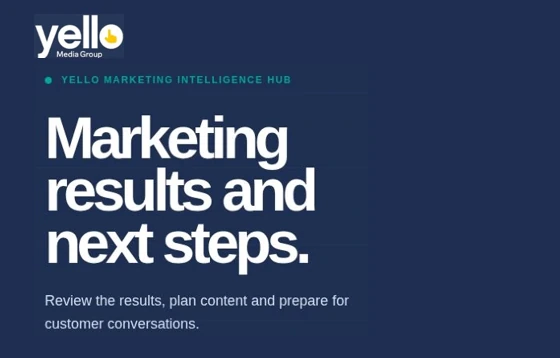 yello
Media Group
YELLO MARKETING INTELLIGENCE HUB
Marketing
results and
next steps.
Review the results, plan content and prepare for
customer conversations.